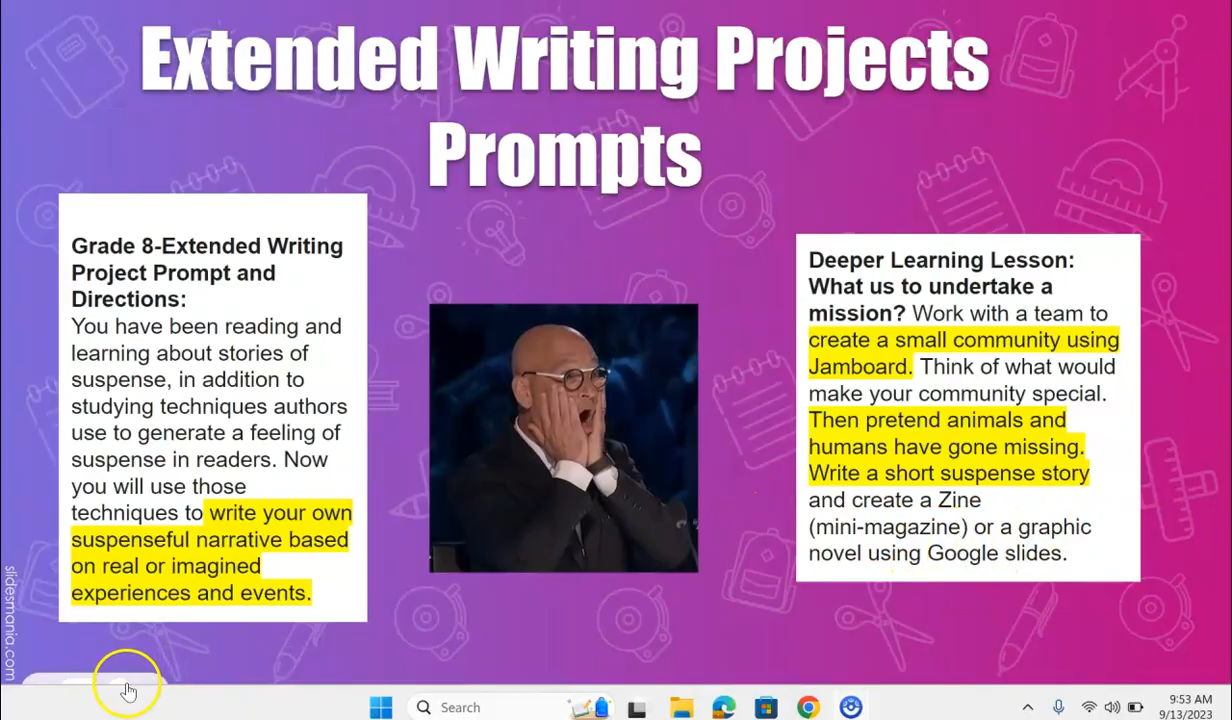 Extended Writing Projects
Prompts
Grade 8-Extended Writing
Project Prompt and
Directions:
You have been reading and
learning about stories of
suspense, in addition to
studying techniques authors
use to generate a feeling of
suspense in readers. Now
you will use those
techniques to write your own
suspenseful narrative based
on real or imagined
experiences and events.
Deeper Learning Lesson:
What us to undertake a
mission? Work with a team to
create a small community using
Jamboard. Think of what would
make your community special.
Then pretend animals and
humans have gone missing.
Write a short suspense story
and create a Zine
(mini-magazine) or a graphic
novel using Google slides.
slidesmania.com
Search
9:53 AM
9/13/2023